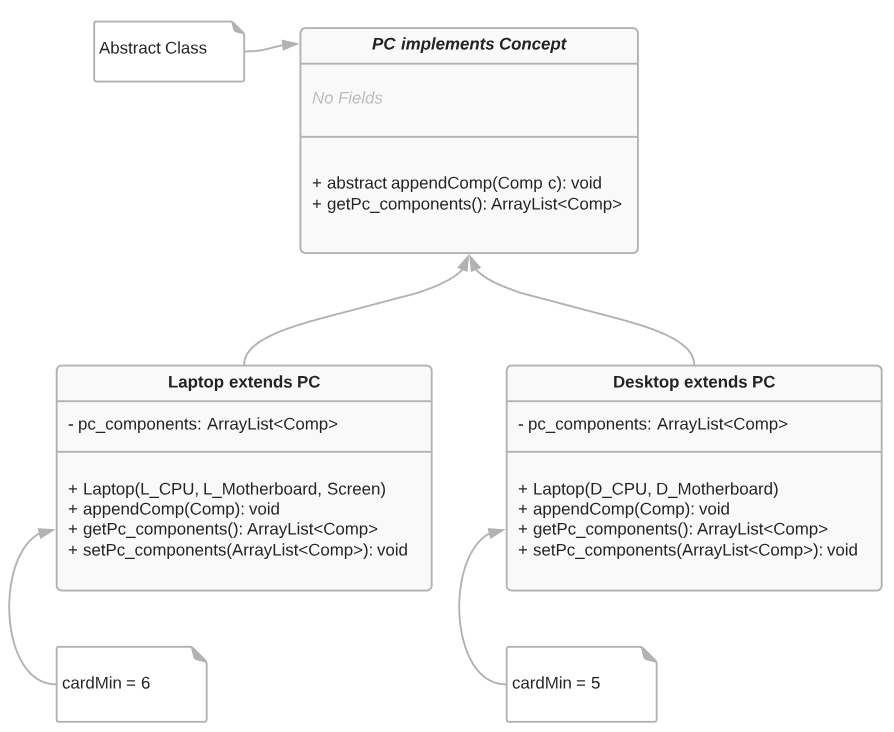 Abstract Class
PC implements Concept
No Fields
+ abstract appendComp(Comp c): void
+ getPc_components(): ArrayList<Comp>
Laptop extends PC
- pc_components: ArrayList<Comp>
+ Laptop(L_CPU, L_Motherboard, Screen)
+ appendComp(Comp): void
+ getPc_components(): ArrayList<Comp>
+ setPc_components(ArrayList<Comp>): void
cardMin = 6
Desktop extends PC
- pc_components: ArrayList<Comp>
+ Laptop(D_CPU, D_Motherboard)
+ appendComp(Comp): void
+ getPc_components(): ArrayList<Comp>
+ setPc_components(ArrayList<Comp>): void
cardMin = 5